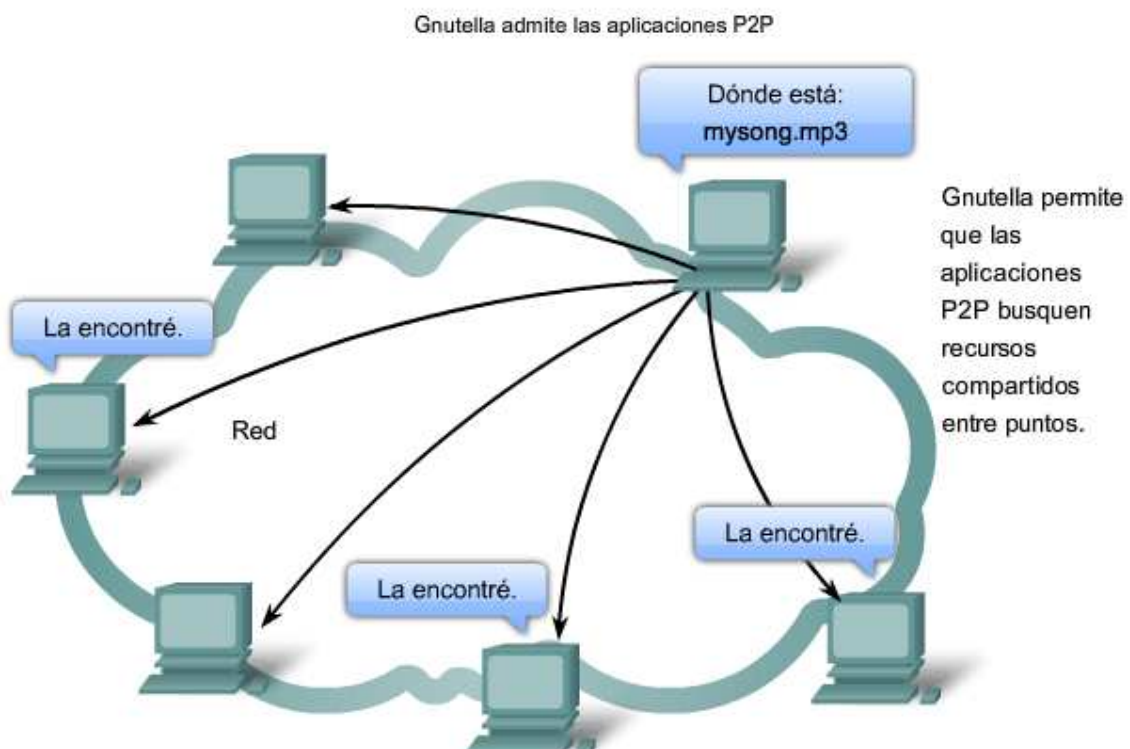 Gnutella admite las aplicaciones P2P
Dónde está:
mysong.mp3
Gnutella permite
que las
aplicaciones
P2P busquen
recursos
compartidos
entre puntos.
La encontré.
Red
La encontré.
La encontré.